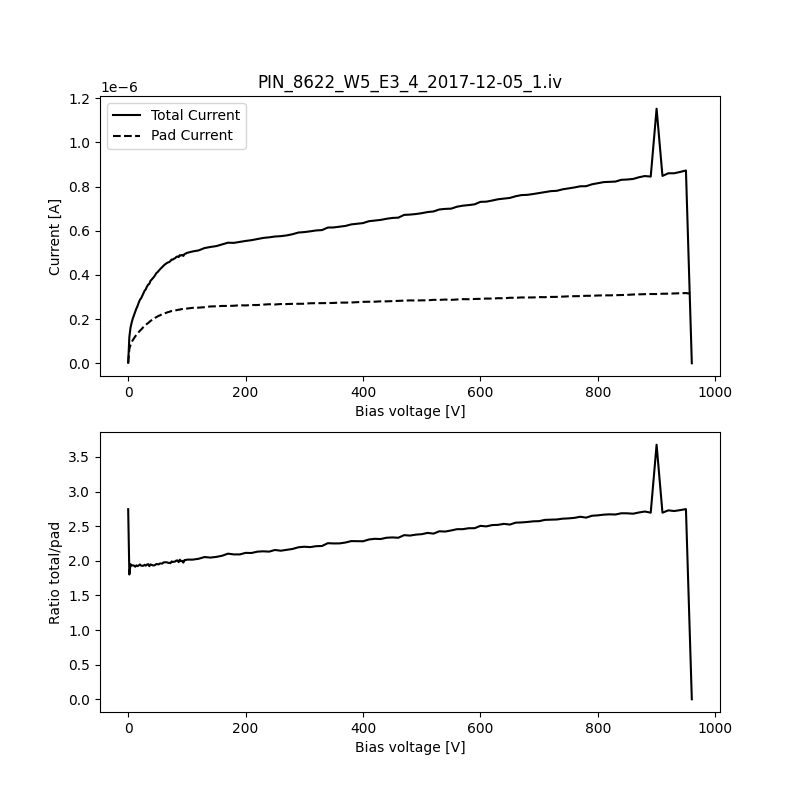 PIN_8622_W5_E3_4_2017-12-05_1.iv
1e−6
1.2
1.0
0.8
0.6
0.4
0.2
0.0
Current [A]
Total Current
Pad Current
0 200 400 600 800 1000
Bias voltage [V]
3.5
3.0
2.5
2.0
1.5
1.0
0.5
0.0
Ratio total/pad
0 200 400 600 800 1000
Bias voltage [V]